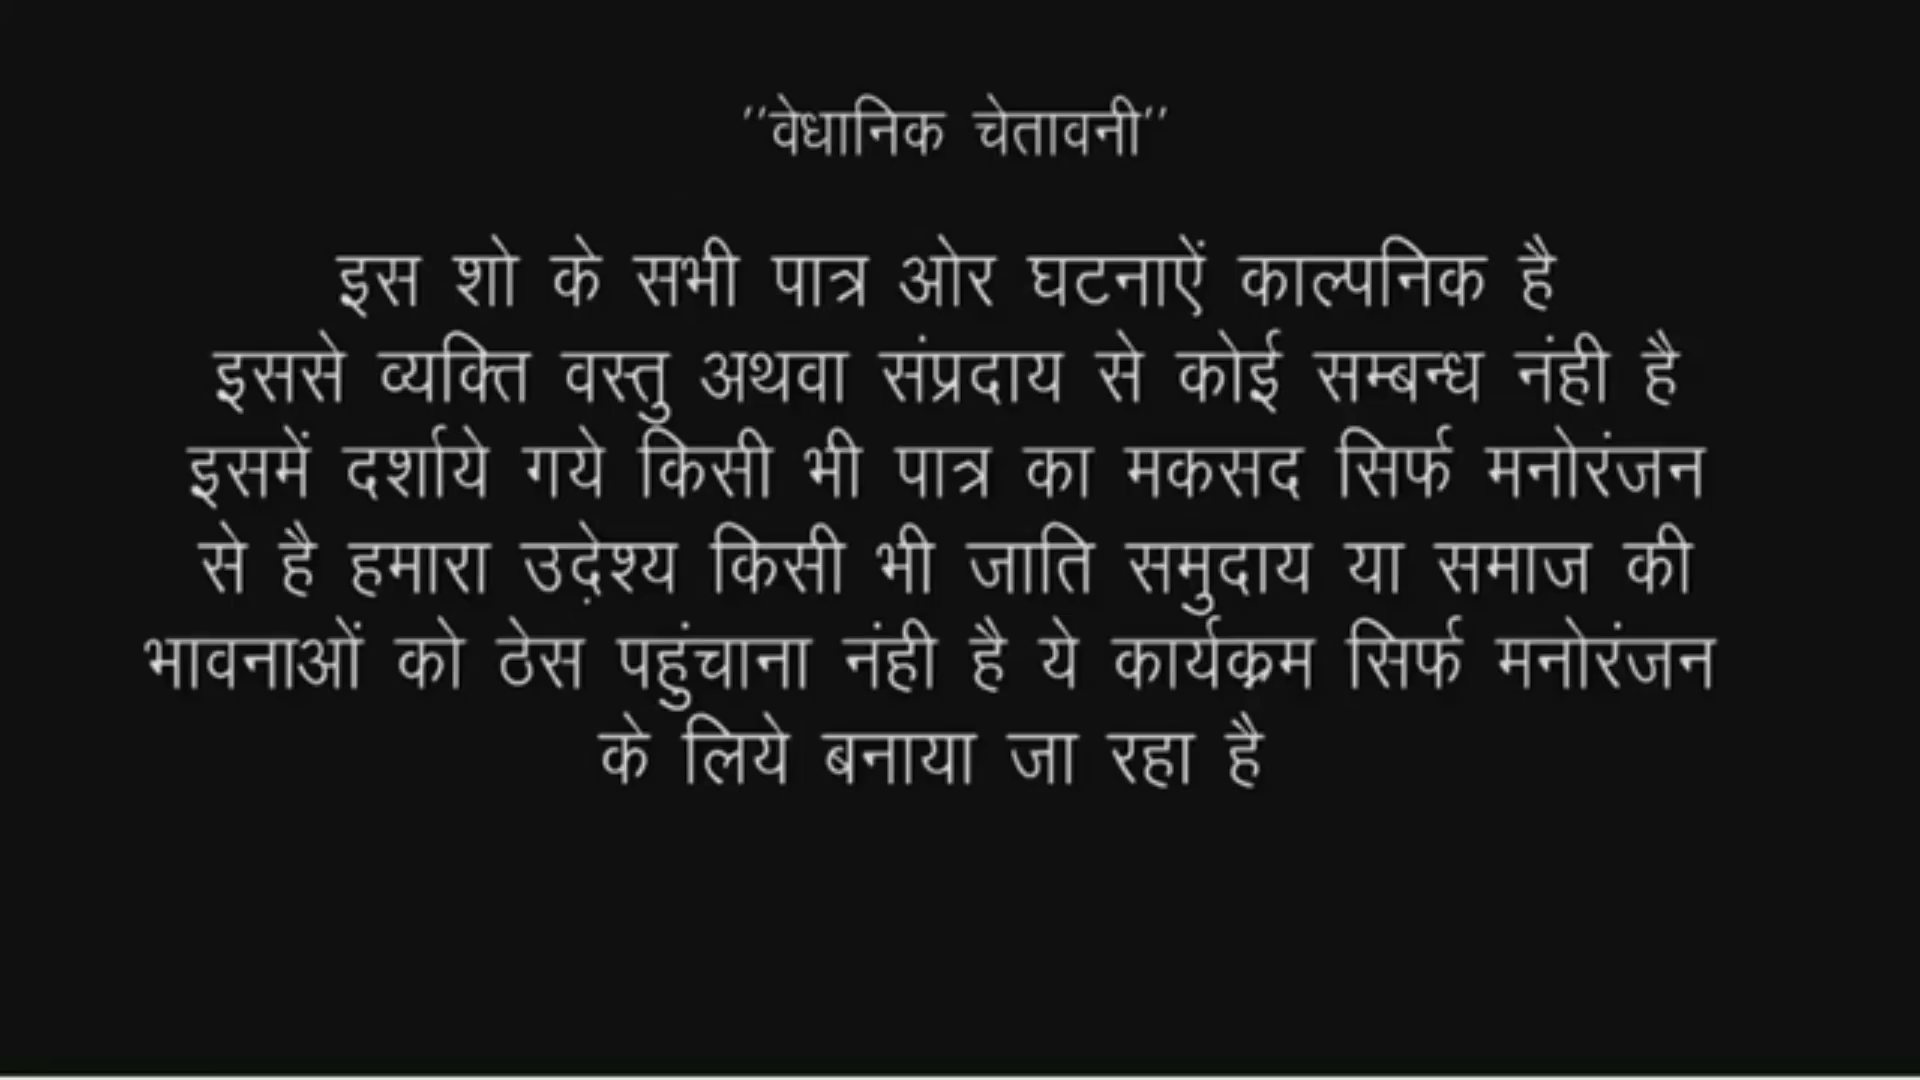 ''वेधानिक चेतावनी''
इस शो के सभी पात्र ओर घटनाऐं काल्पनिक है
इससे व्यक्ति वस्तु अथवा संप्रदाय से कोई सम्बन्ध नंही है
इसमें दर्शाये गये किसी भी पात्र का मकसद सिर्फ मनोरंजन
से है हमारा उद़ेश्य किसी भी जाति समुदाय या समाज की
भावनाओं को ठेस पहुंचाना नंही है ये कार्यक्रम सिर्फ मनोरंजन
के लिये बनाया जा रहा है